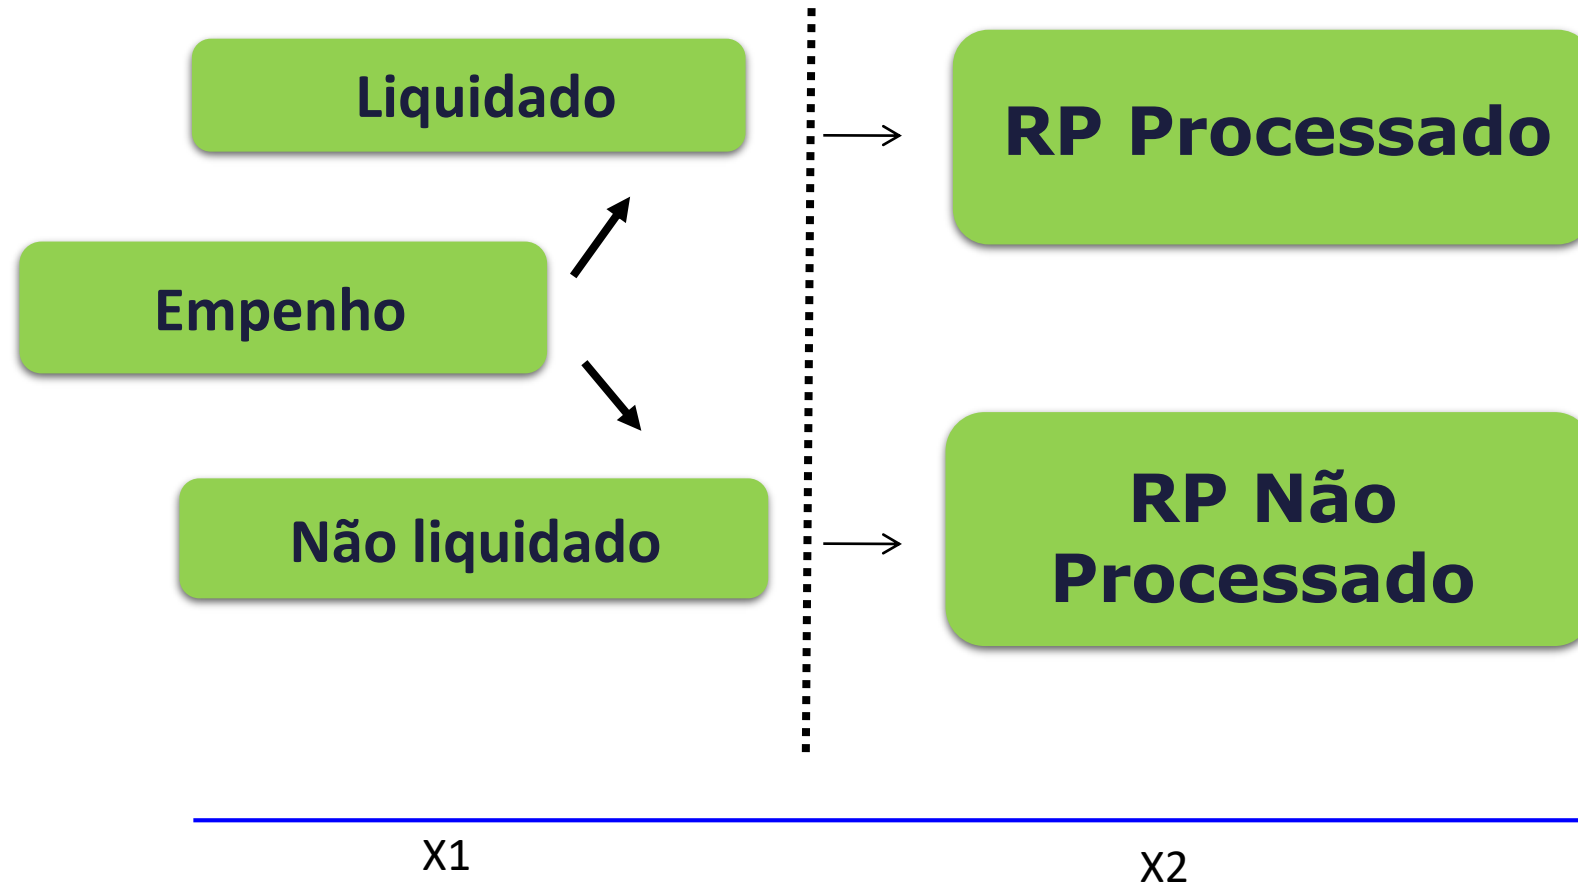 Liquidado
RP Processado
Empenho
Não liquidado
RP Não
Processado
X1
X2